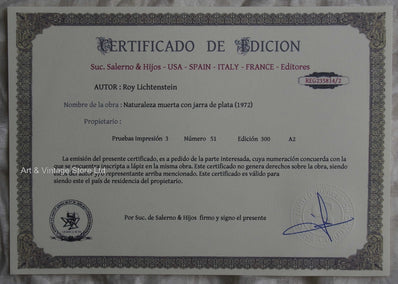 CERTIFICADO DE EDICION
Suc. Salerno & Hijos - USA - SPAIN - ITALY - FRANCE - Editores
REG255814/2
AUTOR : Roy Lichtenstein
Nombre de la obra : Naturaleza muerta con jarra de plata (1972)
Propietario :
Pruebas Impresión 3 Número 51 Edición 300 A2
La emisión del presente certificado, es a pedido de la parte interesada, cuya numeración concuerda con la
que se encuentra inscripta a lápiz en la misma obra. Este certificado no genera derechos sobre la obra, siendo
autor y/o representante arriba mencionado. Este certificado es válido para
siendo este el país de residencia del propietario.
Art & Vintage Store Ltd.
Por Suc. de Salerno & Hijos firmo y signo el presente